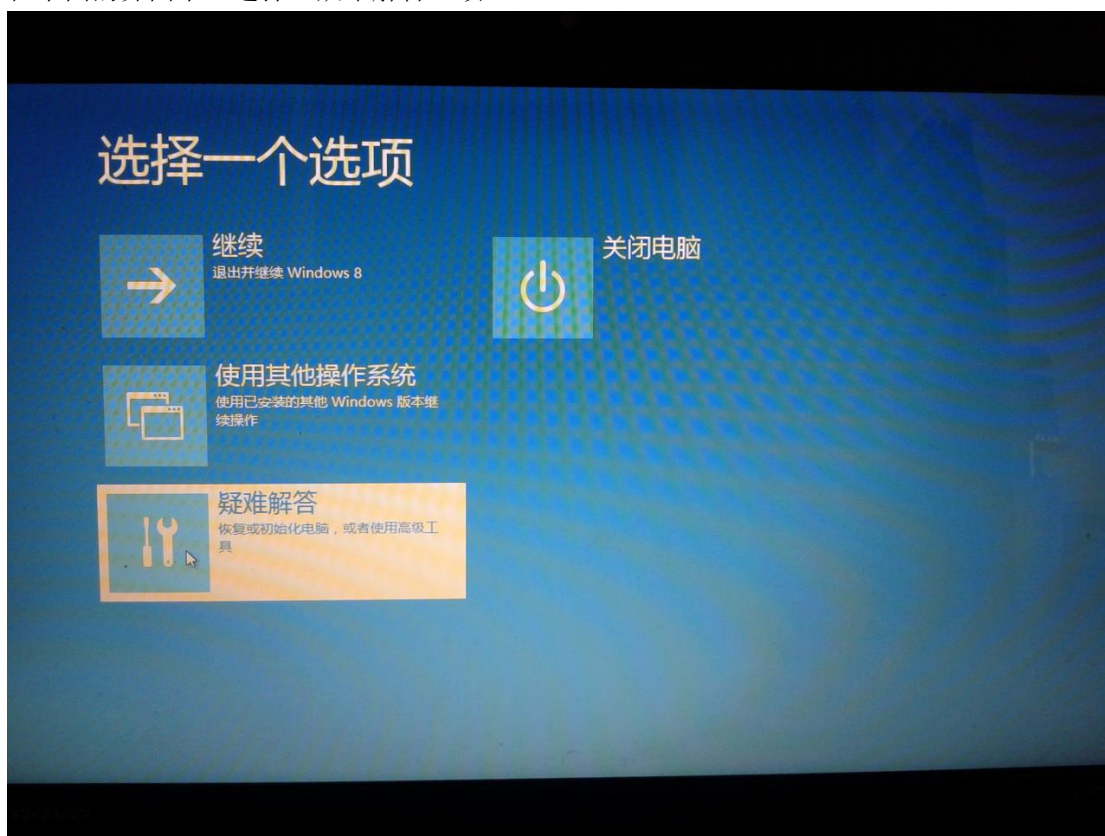 选择一个选项
继续
退出并继续 Windows 8
关闭电脑
使用其他操作系统
使用已安装的其他 Windows 版本继
续操作
疑难解答
恢复或初始化电脑，或者使用高级工
具